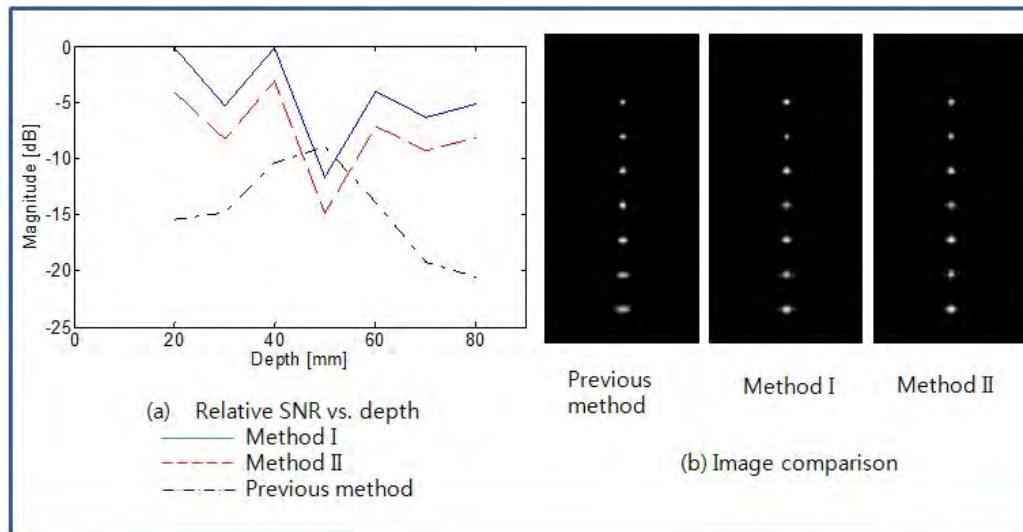 0
-5
-10
-15
-20
-25
Magnitude [dB]
0 20 40 60 80
Depth [mm]
(a) Relative SNR vs. depth
Method Ⅰ
Method Ⅱ
Previous method
Previous
method
Method Ⅰ
Method Ⅱ
(b) Image comparison